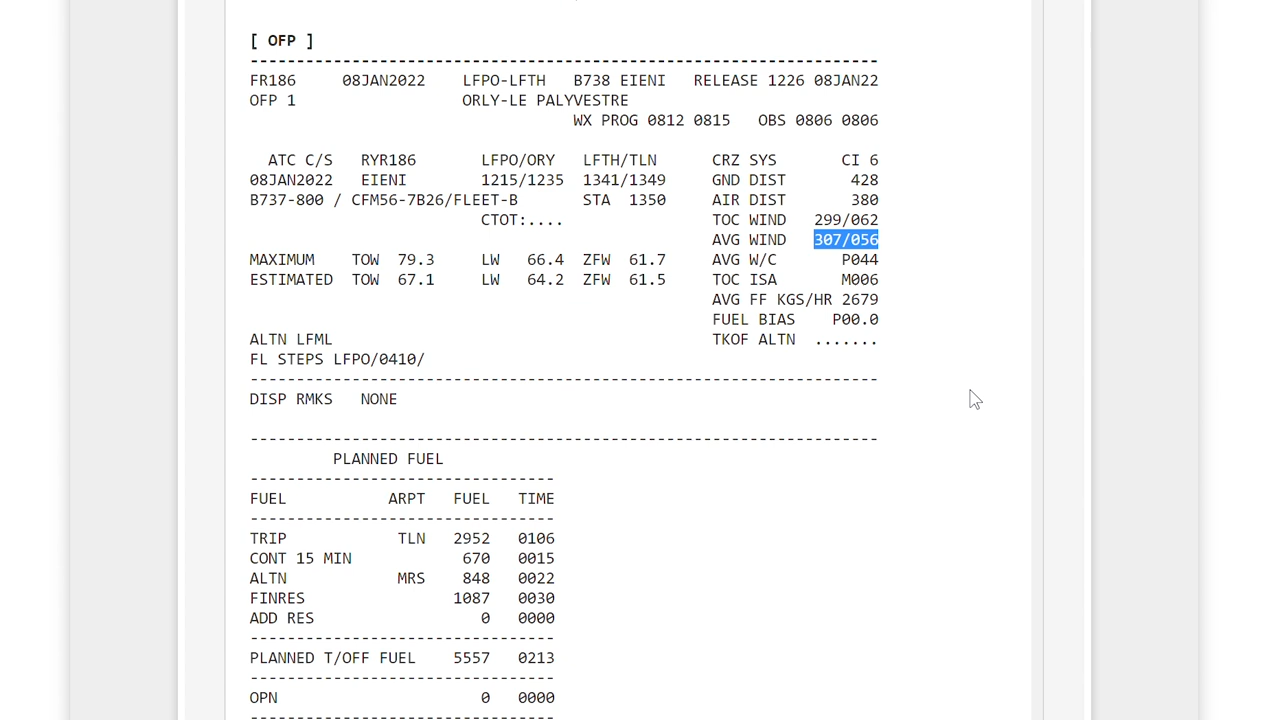 [ OFP ]
--------------------------------------------------------------------
FR186     08JAN2022    LFPO-LFTH   B738 EIENI   RELEASE 1226 08JAN22
OFP 1                  ORLY-LE PALYVESTRE
                                   WX PROG 0812 0815   OBS 0806 0806
  ATC C/S   RYR186       LFPO/ORY   LFTH/TLN      CRZ SYS       CI 6
08JAN2022   EIENI        1215/1235  1341/1349     GND DIST       428
B737-800 / CFM56-7B26/FLEET-B       STA  1350     AIR DIST       380
                         CTOT:....                TOC WIND   299/062
                                                  AVG WIND   307/056
MAXIMUM    TOW  79.3     LW   66.4  ZFW  61.7     AVG W/C       P044
ESTIMATED  TOW  67.1     LW   64.2  ZFW  61.5     TOC ISA       M006
                                                  AVG FF KGS/HR 2679
                                                  FUEL BIAS    P00.0
ALTN LFML                                         TKOF ALTN  .......
FL STEPS LFPO/0410/
--------------------------------------------------------------------
DISP RMKS   NONE
--------------------------------------------------------------------
         PLANNED FUEL
---------------------------------
FUEL           ARPT   FUEL   TIME
---------------------------------
TRIP            TLN   2952   0106
CONT 15 MIN            670   0015
ALTN            MRS    848   0022
FINRES                1087   0030
ADD RES                  0   0000
---------------------------------
PLANNED T/OFF FUEL    5557   0213
---------------------------------
OPN                      0   0000
---------------------------------